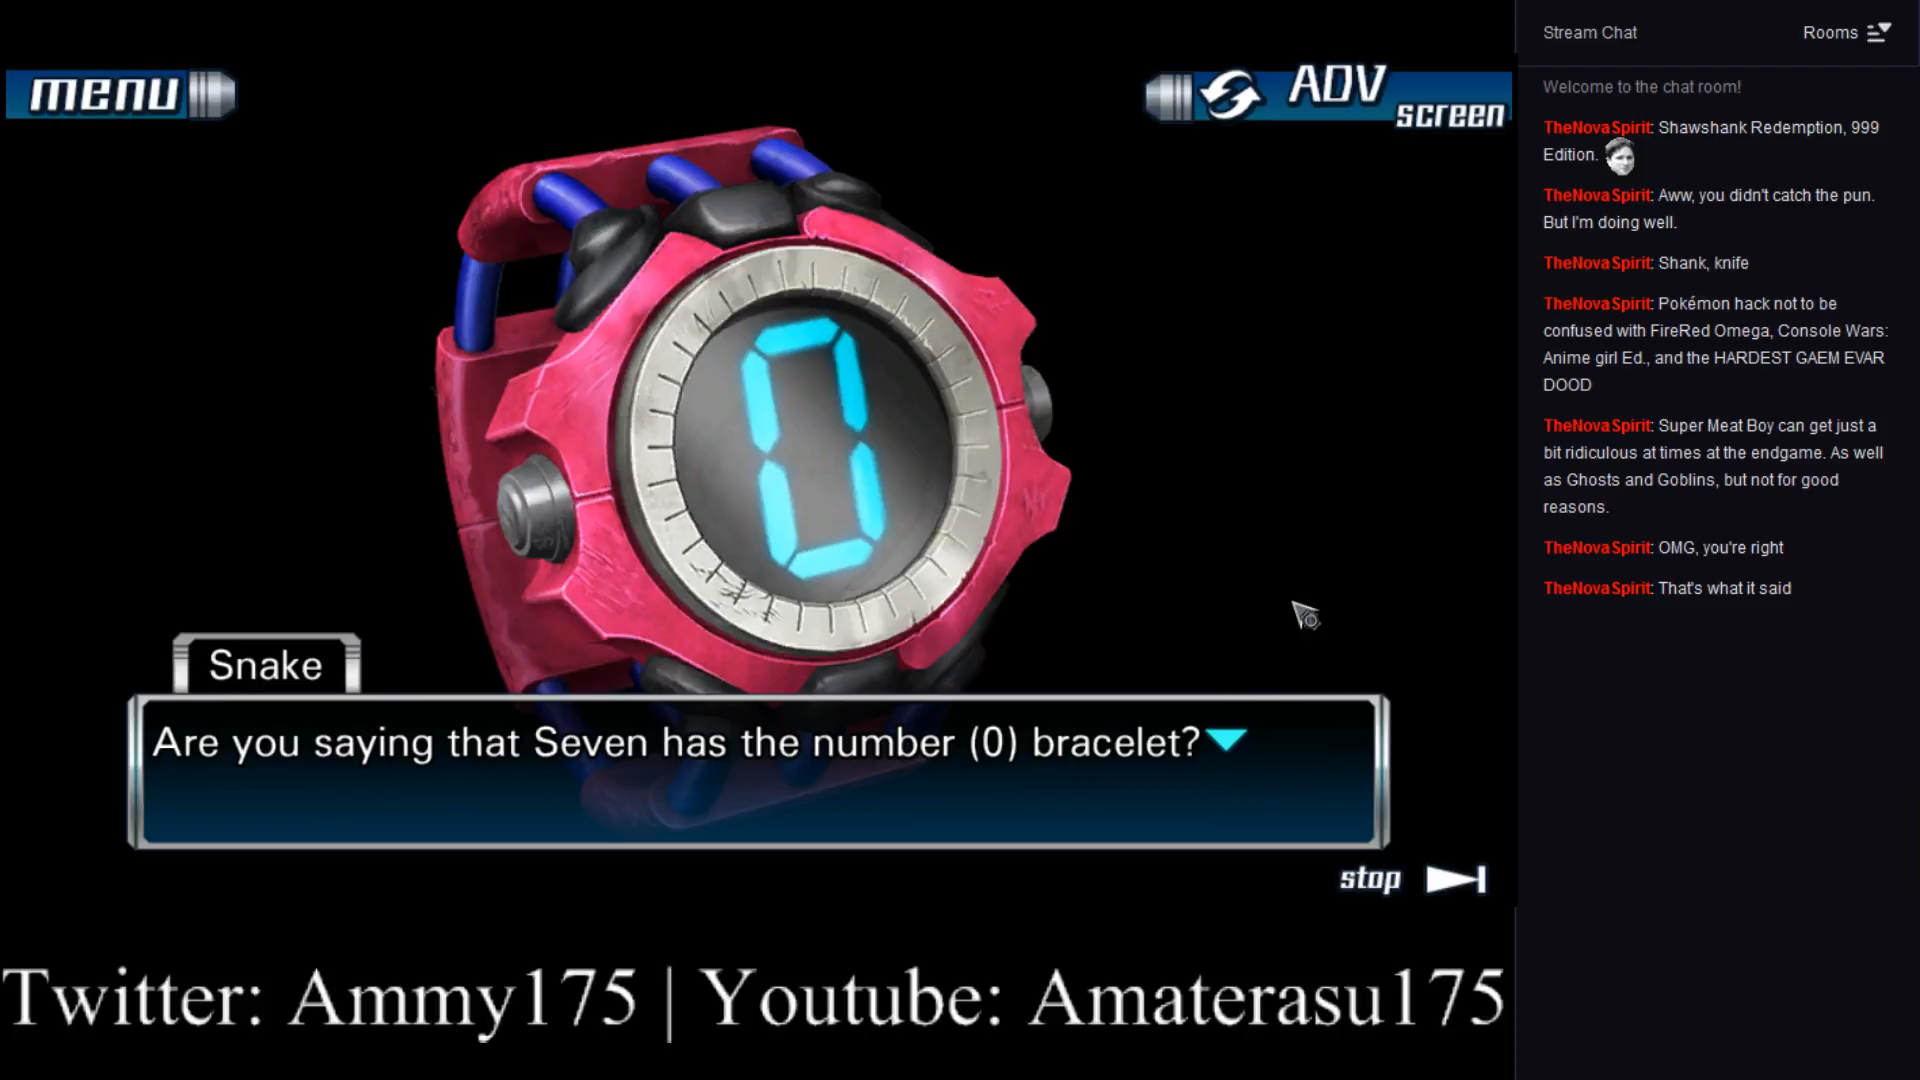 menu
ADV
screen
0
Snake
Are you saying that Seven has the number (0) bracelet?
stop
Twitter: Ammy175 | Youtube: Amaterasu175
Stream Chat
Rooms
Welcome to the chat room!
TheNovaSpirit: Shawshank Redemption, 999
Edition.
TheNovaSpirit: Aww, you didn't catch the pun.
But I'm doing well.
TheNovaSpirit: Shank, knife
TheNovaSpirit: Pokémon hack not to be
confused with FireRed Omega, Console Wars:
Anime girl Ed., and the HARDEST GAEM EVAR
DOOD
TheNovaSpirit: Super Meat Boy can get just a
bit ridiculous at times at the endgame. As well
as Ghosts and Goblins, but not for good
reasons.
TheNovaSpirit: OMG, you're right
TheNovaSpirit: That's what it said